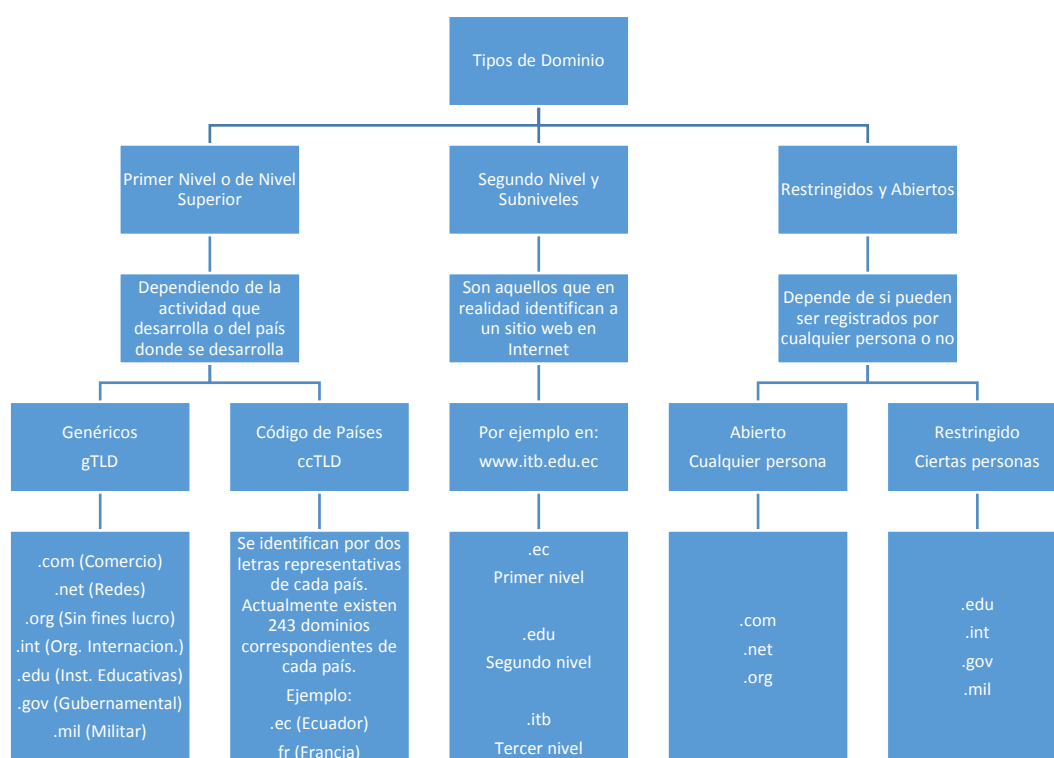 Tipos de Dominio
Primer Nivel o de Nivel
Superior
Segundo Nivel y
Subniveles
Restringidos y Abiertos
Dependiendo de la
actividad que
desarrolla o del país
donde se desarrolla
Son aquellos que en
realidad identifican a
un sitio web en
Internet
Depende de si pueden
ser registrados por
cualquier persona o no
Genéricos
gTLD
Código de Países
ccTLD
Por ejemplo en:
www.itb.edu.ec
Abierto
Cualquier persona
Restringido
Ciertas personas
.com (Comercio)
.net (Redes)
.org (Sin fines lucro)
.int (Org. Internacion.)
.edu (Inst. Educativas)
.gov (Gubernamental)
.mil (Militar)
Se identifican por dos
letras representativas
de cada país.
Actualmente existen
243 dominios
correspondientes de
cada país.
Ejemplo:
.ec (Ecuador)
fr (Francia)
.ec
Primer nivel
.edu
Segundo nivel
.itb
Tercer nivel
.com
.net
.org
.edu
.int
.gov
.mil